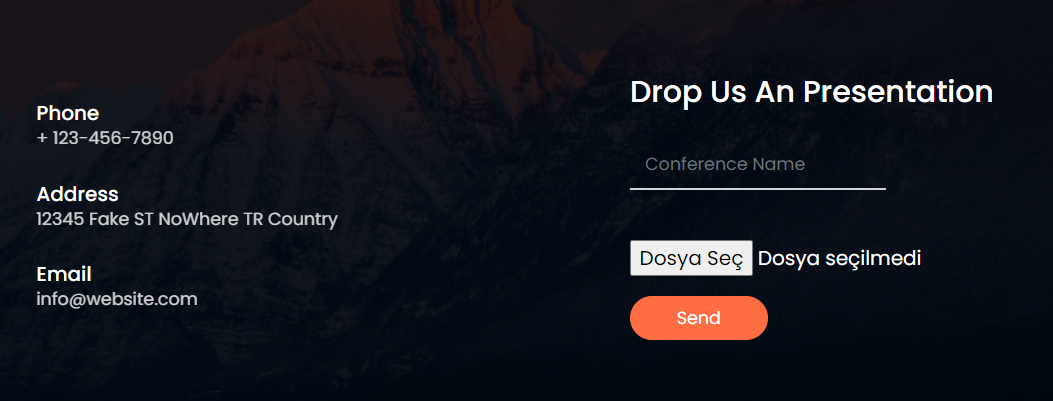 Phone
+ 123-456-7890
Address
12345 Fake ST NoWhere TR Country
Email
info@website.com
Drop Us An Presentation
Conference Name
Dosya Seç Dosya seçilmedi
Send